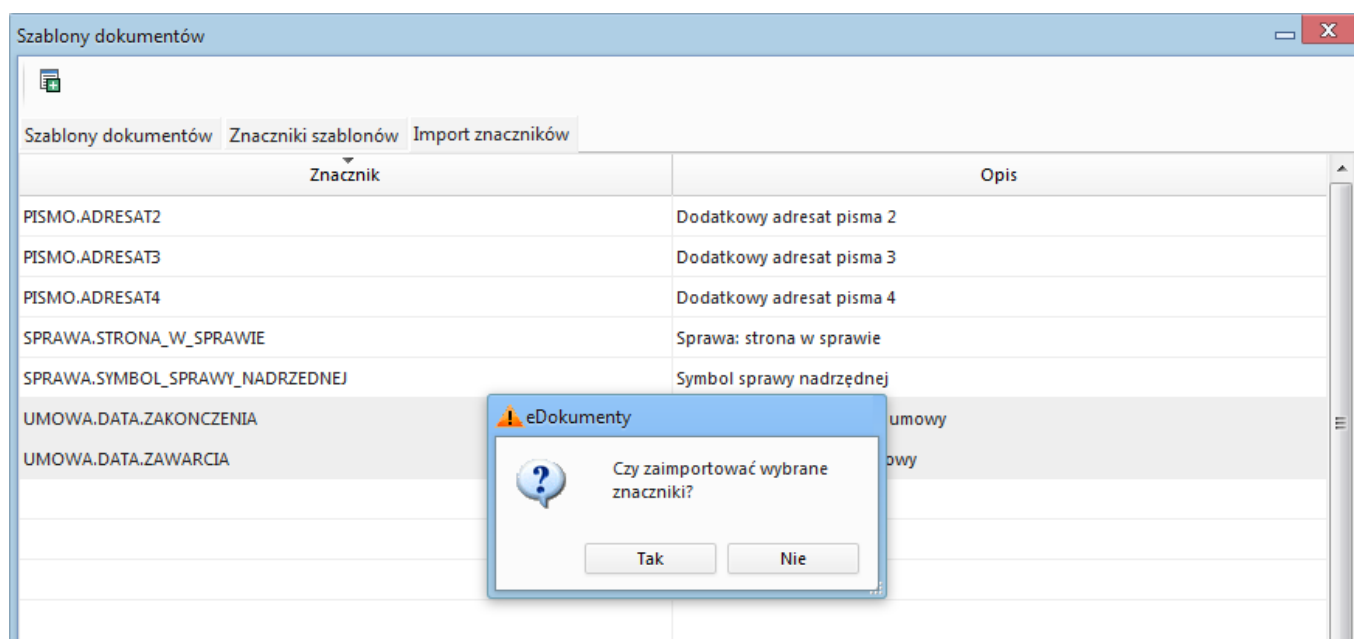 Szablony dokumentów
Szablony dokumentów Znaczniki szablonów Import znaczników
Znacznik Opis
PISMO.ADRESAT2 Dodatkowy adresat pisma 2
PISMO.ADRESAT3 Dodatkowy adresat pisma 3
PISMO.ADRESAT4 Dodatkowy adresat pisma 4
SPRAWA.STRONA_W_SPRAWIE Sprawa: strona w sprawie
SPRAWA.SYMBOL_SPRAWY_NADRZEDNEJ Symbol sprawy nadrzędnej
UMOWA.DATA.ZAKONCZENIA umowy
UMOWA.DATA.ZAWARCIA
eDokumenty
Czy zaimportować wybrane
znaczniki?
Tak Nie